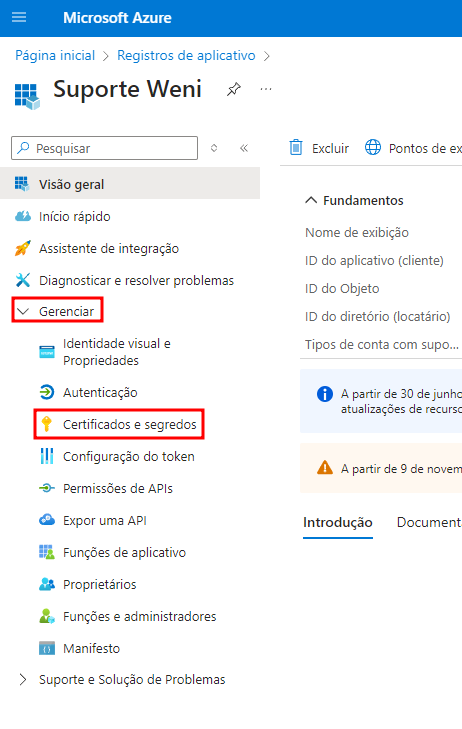 Microsoft Azure
Página inicial > Registros de aplicativo >
Suporte Weni
Pesquisar
Visão geral
Início rápido
Assistente de integração
Diagnosticar e resolver problemas
Gerenciar
Identidade visual e
Propriedades
Autenticação
Certificados e segredos
Configuração do token
Permissões de APIs
Expor uma API
Funções de aplicativo
Proprietários
Funções e administradores
Manifesto
Suporte e Solução de Problemas
Excluir
Pontos de ex
Fundamentos
Nome de exibição
ID do aplicativo (cliente)
ID do Objeto
ID do diretório (locatário)
Tipos de conta com supo...
A partir de 30 de junho
atualizações de recurso
A partir de 9 de novem
Introdução
Document